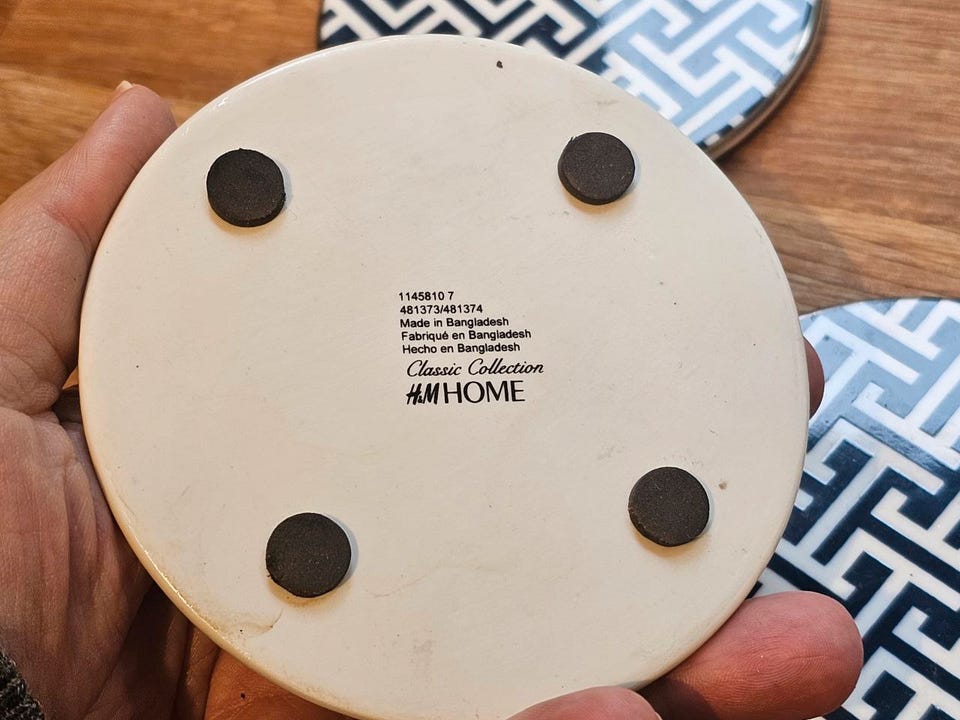 1145810 7
481373/481374
Made in Bangladesh
Fabriqué en Bangladesh
Hecho en Bangladesh
Classic Collection
H&M HOME